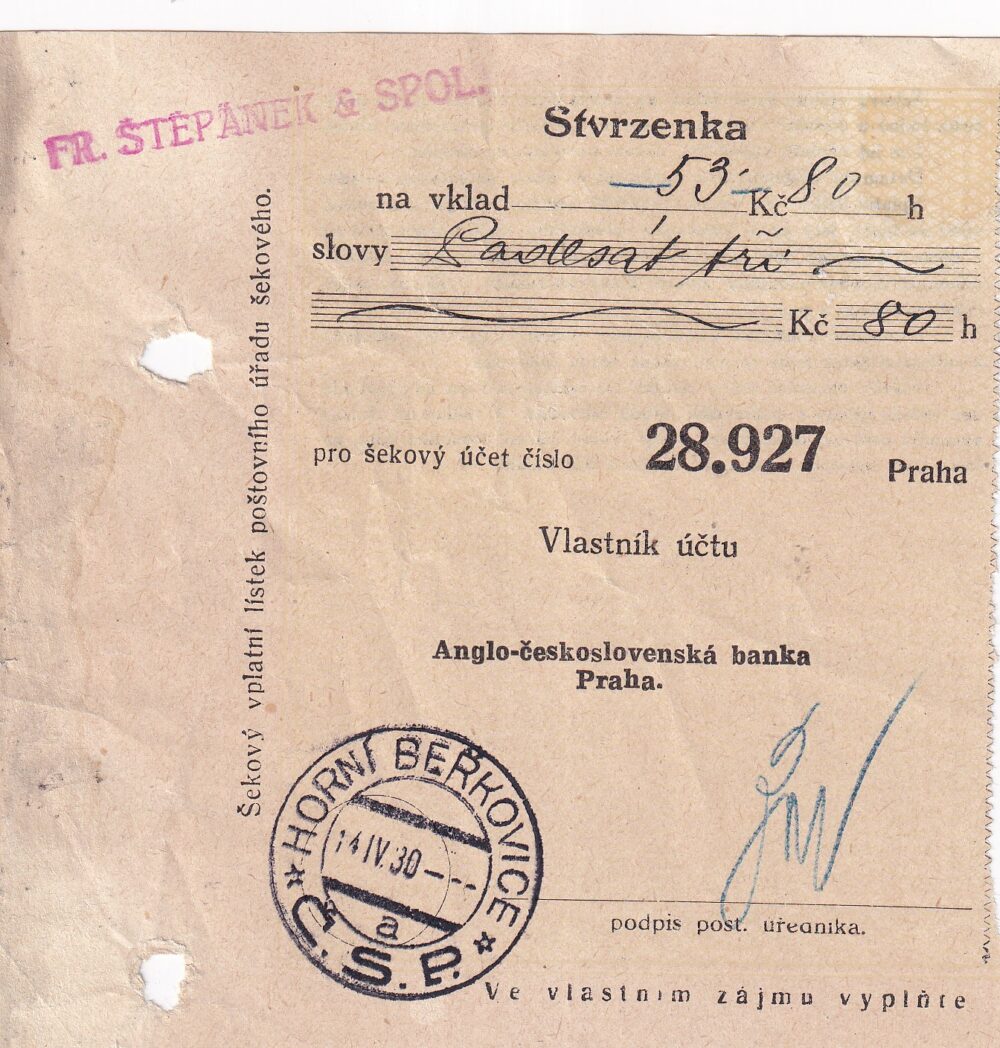 FR. ŠTĚPÁNEK & SPOL.
Stvrzenka
na vklad 53·- Kč 80 h
slovy Padesát tři
Kč 80 h
pro šekový účet číslo 28.927 Praha
Vlastník účtu
Anglo-československá banka
Praha.
Šekový vplatní lístek poštovního úřadu šekového.
HORNÍ BEŘKOVICE
14 IV. 30
a
Č.S.P.
podpis pošt. úředníka.
Ve vlastním zájmu vyplňte